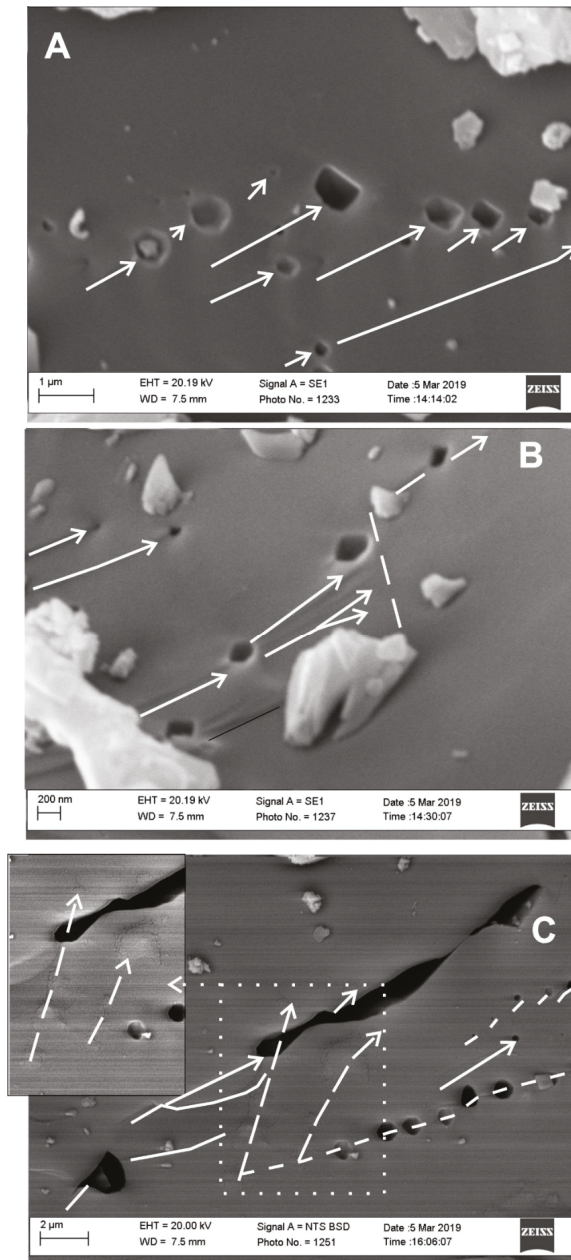 A
1 µm
EHT = 20.19 kV
WD = 7.5 mm
Signal A = SE1
Photo No. = 1233
Date :5 Mar 2019
Time :14:14:02
ZEISS
B
200 nm
EHT = 20.19 kV
WD = 7.5 mm
Signal A = SE1
Photo No. = 1237
Date :5 Mar 2019
Time :14:30:07
ZEISS
C
2 µm
EHT = 20.00 kV
WD = 7.5 mm
Signal A = NTS BSD
Photo No. = 1251
Date :5 Mar 2019
Time :16:06:07
ZEISS